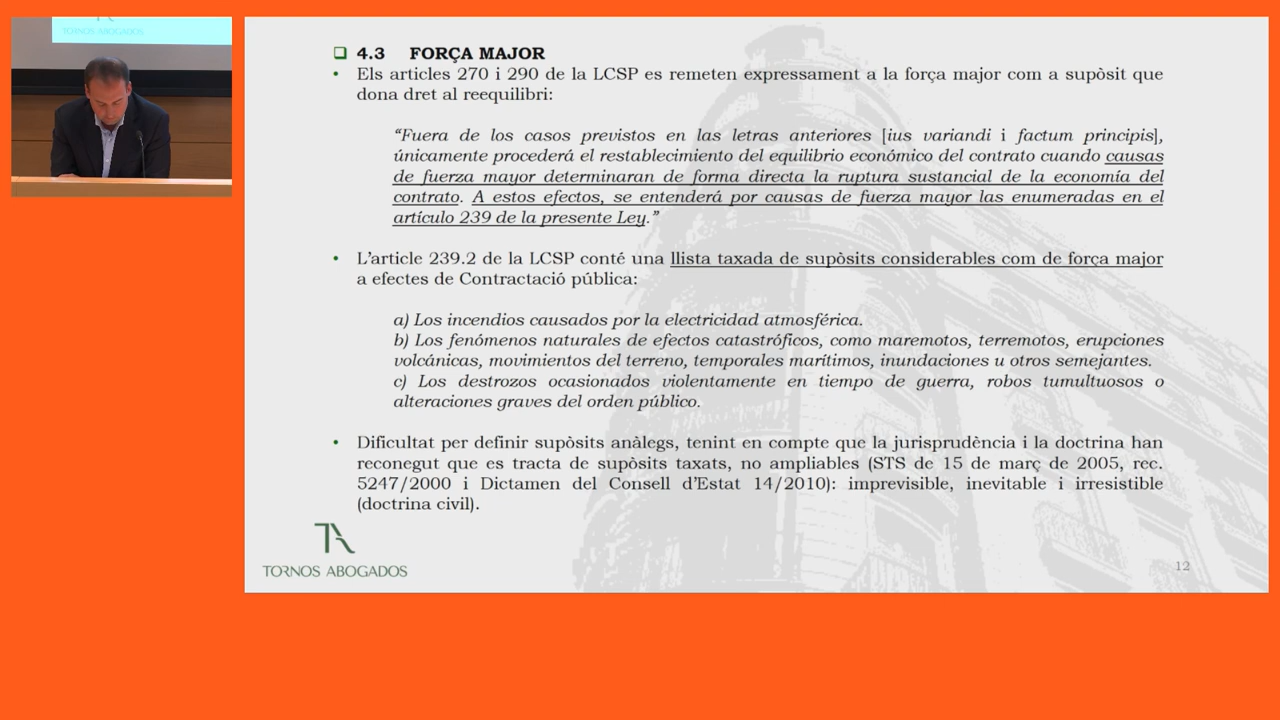 TORNOS ABOGADOS
4.3 FORÇA MAJOR
• Els articles 270 i 290 de la LCSP es remeten expressament a la força major com a supòsit que
dona dret al reequilibri:
“Fuera de los casos previstos en las letras anteriores [ius variandi i factum principis],
únicamente procederá el restablecimiento del equilibrio económico del contrato cuando causas
de fuerza mayor determinaran de forma directa la ruptura sustancial de la economía del
contrato. A estos efectos, se entenderá por causas de fuerza mayor las enumeradas en el
artículo 239 de la presente Ley.”
• L’article 239.2 de la LCSP conté una llista taxada de supòsits considerables com de força major
a efectes de Contractació pública:
a) Los incendios causados por la electricidad atmosférica.
b) Los fenómenos naturales de efectos catastróficos, como maremotos, terremotos, erupciones
volcánicas, movimientos del terreno, temporales marítimos, inundaciones u otros semejantes.
c) Los destrozos ocasionados violentamente en tiempo de guerra, robos tumultuosos o
alteraciones graves del orden público.
• Dificultat per definir supòsits anàlegs, tenint en compte que la jurisprudència i la doctrina han
reconegut que es tracta de supòsits taxats, no ampliables (STS de 15 de març de 2005, rec.
5247/2000 i Dictamen del Consell d’Estat 14/2010): imprevisible, inevitable i irresistible
(doctrina civil).
TORNOS ABOGADOS
12